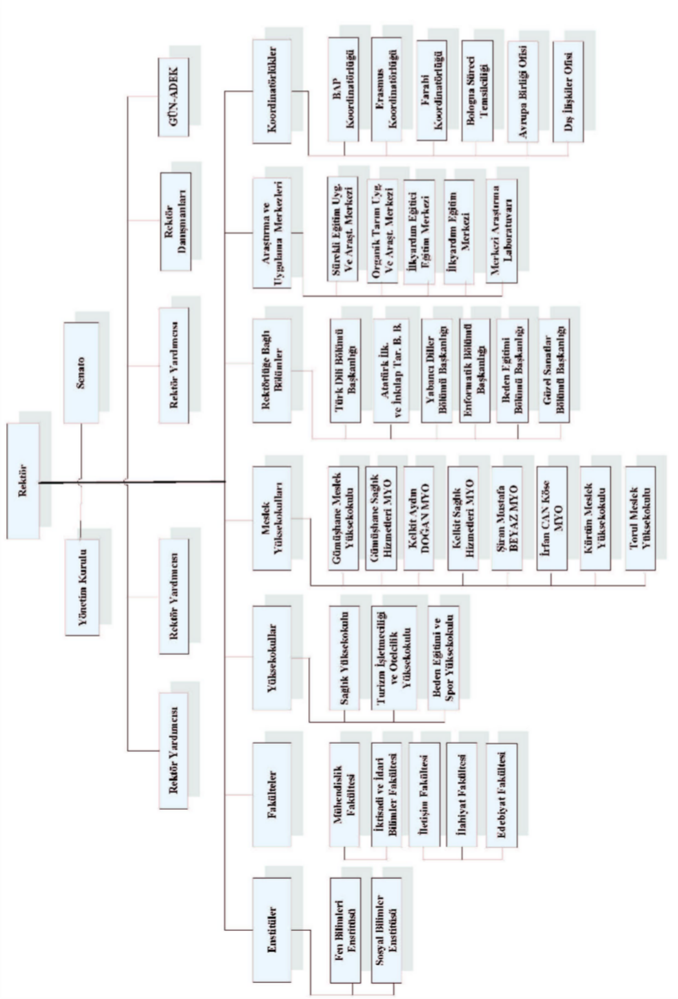 Rektör
Yönetim Kurulu
Senato
Rektör Yardımcısı
Rektör Yardımcısı
Rektör Yardımcısı
Rektör
Danışmanları
GÜN-ADEK
Enstitüler
Fen Bilimleri
Enstitüsü
Sosyal Bilimler
Enstitüsü
Fakülteler
Mühendislik
Fakültesi
İkrisadi ve İdari
Bilimler Fakültesi
İletişim Fakültesi
İlahiyat Fakültesi
Edebiyat Fakültesi
Yüksekokullar
Sağlık Yüksekokulu
Turizm İşletmeciliği
ve Otelcilik
Yüksekokulu
Beden Eğitimi ve
Spor Yüksekokulu
Meslek
Yüksekokulları
Gümüşhane Meslek
Yüksekokulu
Gümüşhane Sağlık
Hizmetleri MYO
Kelkit Aydın
DOĞAN MYO
Kelkit Sağlık
Hizmetleri MYO
Şiran Mustafa
BEYAZ MYO
İrfan CAN Köse
MYO
Kürtün Meslek
Yüksekokulu
Torul Meslek
Yüksekokulu
Rektörlüğe Bağlı
Bölümler
Türk Dili Bölümü
Başkanlığı
Atatürk İlk.
ve İnkılap Tar. B. B.
Yabancı Diller
Bölümü Başkanlığı
Enformatik Bölümü
Başkanlığı
Beden Eğitimi
Bölümü Başkanlığı
Güzel Sanatlar
Bölümü Başkanlığı
Araştırma ve
Uygulama Merkezleri
Sürekli Eğitim Uyg.
Ve Araşt. Merkezi
Organik Tarım Uyg.
Ve Araşt. Merkezi
İlkyardım Eğitici
Eğitim Merkezi
İlkyardım Eğitim
Merkezi
Merkezi Araştırma
Laboratuvarı
Koordinatörlükler
BAP
Koordinatörlüğü
Erasmus
Koordinatörlüğü
Farabi
Koordinatörlüğü
Bologna Süreci
Temsilciliği
Avrupa Birliği Ofisi
Dış İlişkiler Ofisi